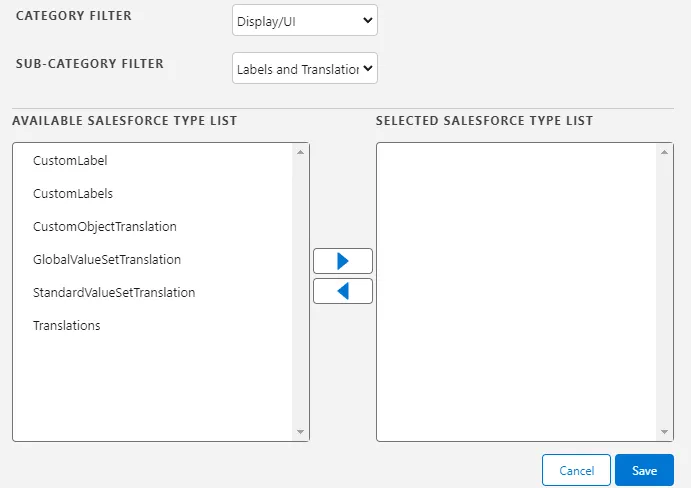 CATEGORY FILTER
Display/UI
SUB-CATEGORY FILTER
Labels and Translation
AVAILABLE SALESFORCE TYPE LIST
SELECTED SALESFORCE TYPE LIST
CustomLabel
CustomLabels
CustomObjectTranslation
GlobalValueSetTranslation
StandardValueSetTranslation
Translations
Cancel
Save